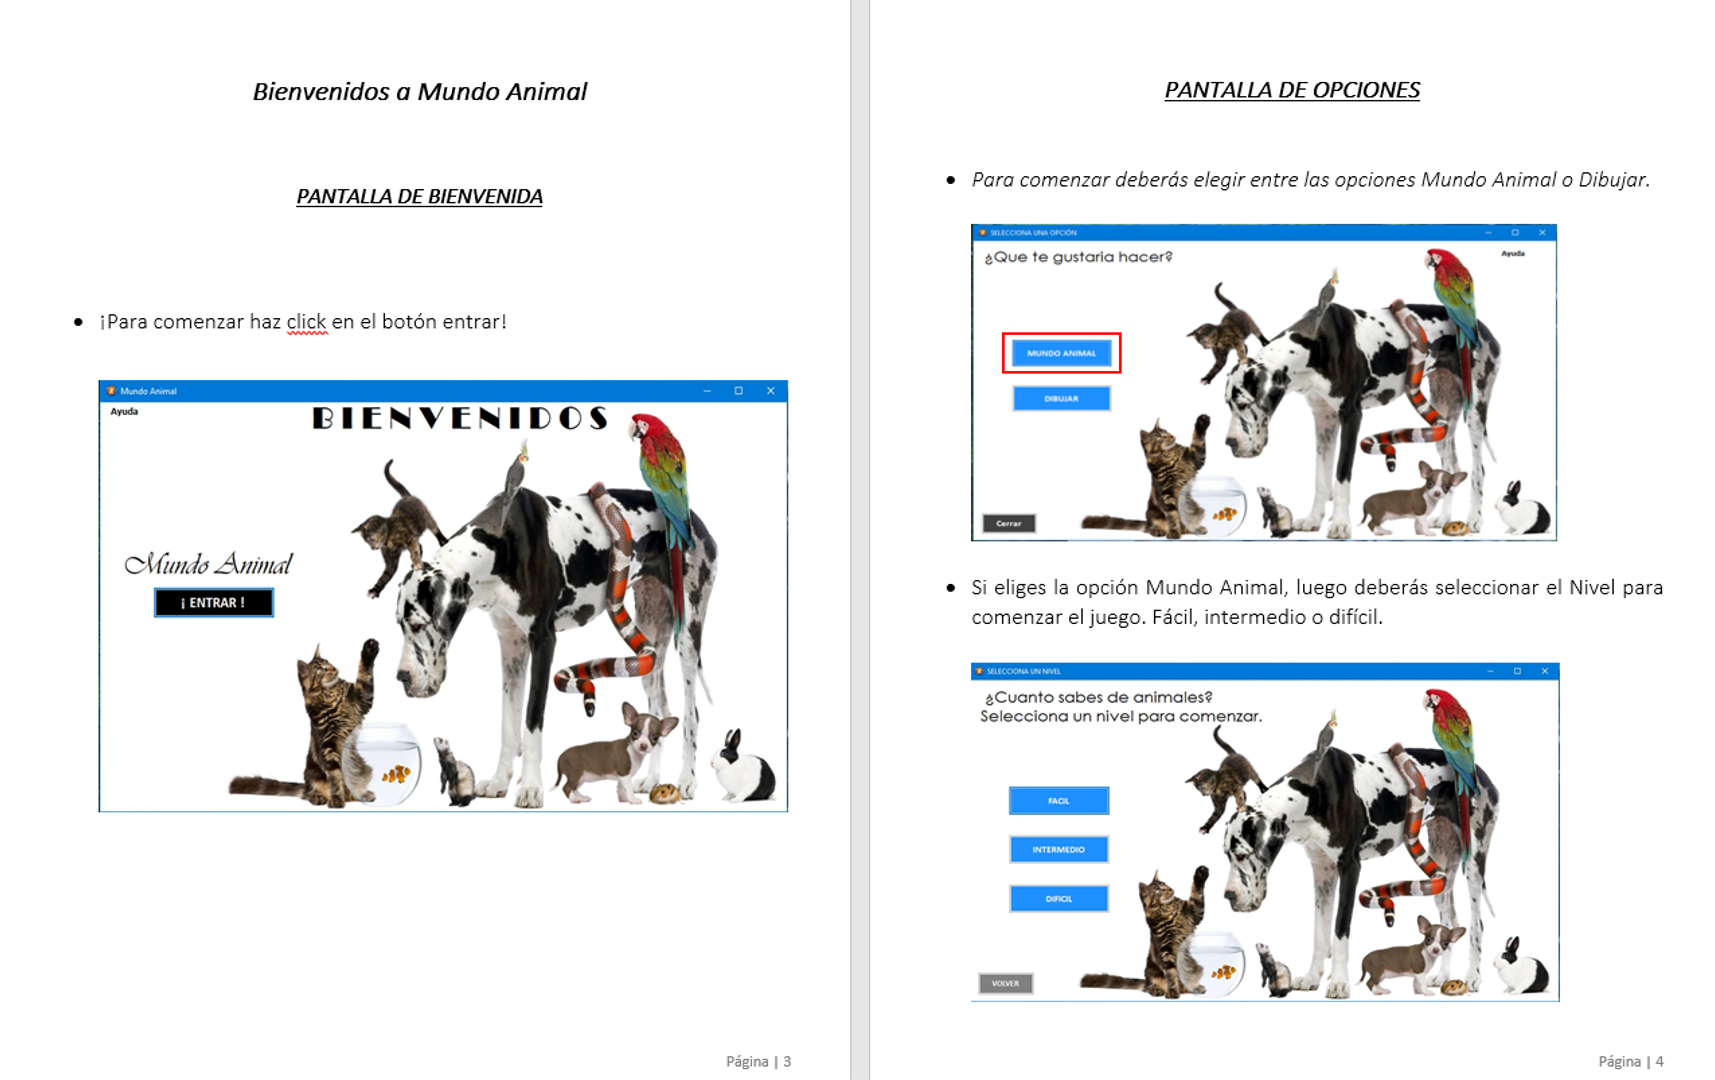 Bienvenidos a Mundo Animal
PANTALLA DE BIENVENIDA
• ¡Para comenzar haz click en el botón entrar!
Mundo Animal
Ayuda
BIENVENIDOS
Mundo Animal
¡ ENTRAR !
Página | 3
PANTALLA DE OPCIONES
• Para comenzar deberás elegir entre las opciones Mundo Animal o Dibujar.
SELECCIONA UNA OPCIÓN
¿Que te gustaria hacer?
Ayuda
MUNDO ANIMAL
DIBUJAR
Cerrar
• Si eliges la opción Mundo Animal, luego deberás seleccionar el Nivel para
comenzar el juego. Fácil, intermedio o difícil.
SELECCIONA UN NIVEL
¿Cuanto sabes de animales?
Selecciona un nivel para comenzar.
FACIL
INTERMEDIO
DIFICIL
VOLVER
Página | 4